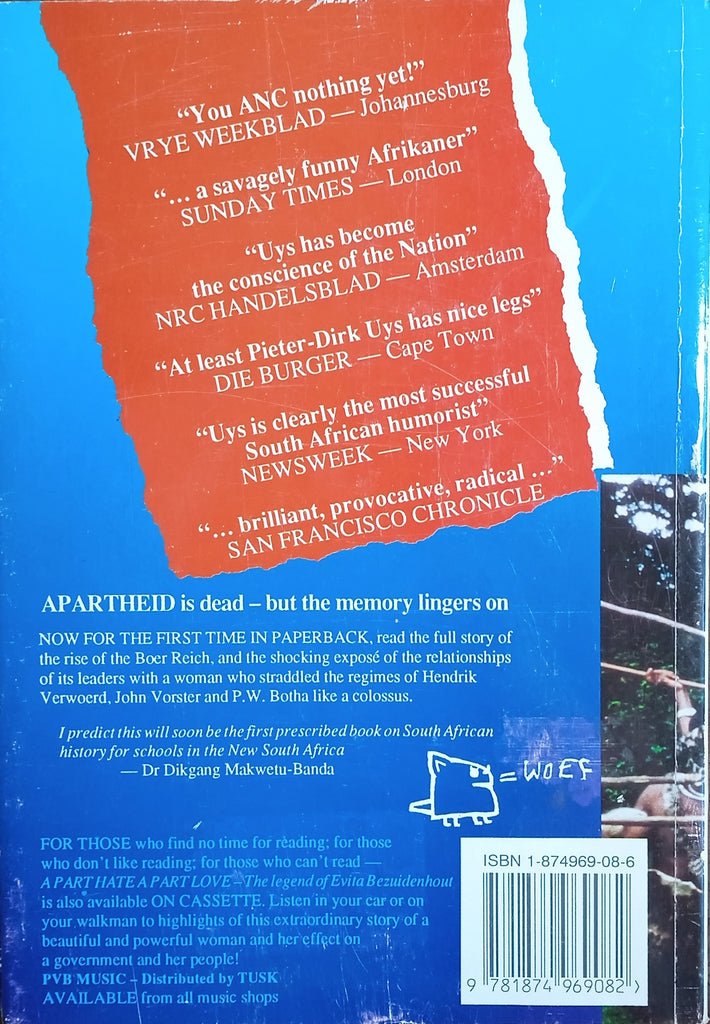 “You ANC nothing yet!”
VRYE WEEKBLAD — Johannesburg
“... a savagely funny Afrikaner”
SUNDAY TIMES — London
“Uys has become
the conscience of the Nation”
NRC HANDELSBLAD — Amsterdam
“At least Pieter-Dirk Uys has nice legs”
DIE BURGER — Cape Town
“Uys is clearly the most successful
South African humorist”
NEWSWEEK — New York
“... brilliant, provocative, radical ...”
SAN FRANCISCO CHRONICLE
APARTHEID is dead – but the memory lingers on
NOW FOR THE FIRST TIME IN PAPERBACK, read the full story of
the rise of the Boer Reich, and the shocking exposé of the relationships
of its leaders with a woman who straddled the regimes of Hendrik
Verwoerd, John Vorster and P.W. Botha like a colossus.
I predict this will soon be the first prescribed book on South African
history for schools in the New South Africa
— Dr Dikgang Makwetu-Banda
= WOEF
FOR THOSE who find no time for reading; for those
who don’t like reading; for those who can’t read —
A PART HATE A PART LOVE – The legend of Evita Bezuidenhout
is also available ON CASSETTE. Listen in your car or on
your walkman to highlights of this extraordinary story of a
beautiful and powerful woman and her effect on
a government and her people!
PVB MUSIC – Distributed by TUSK
AVAILABLE from all music shops
ISBN 1-874969-08-6
9 781874 969082 ›